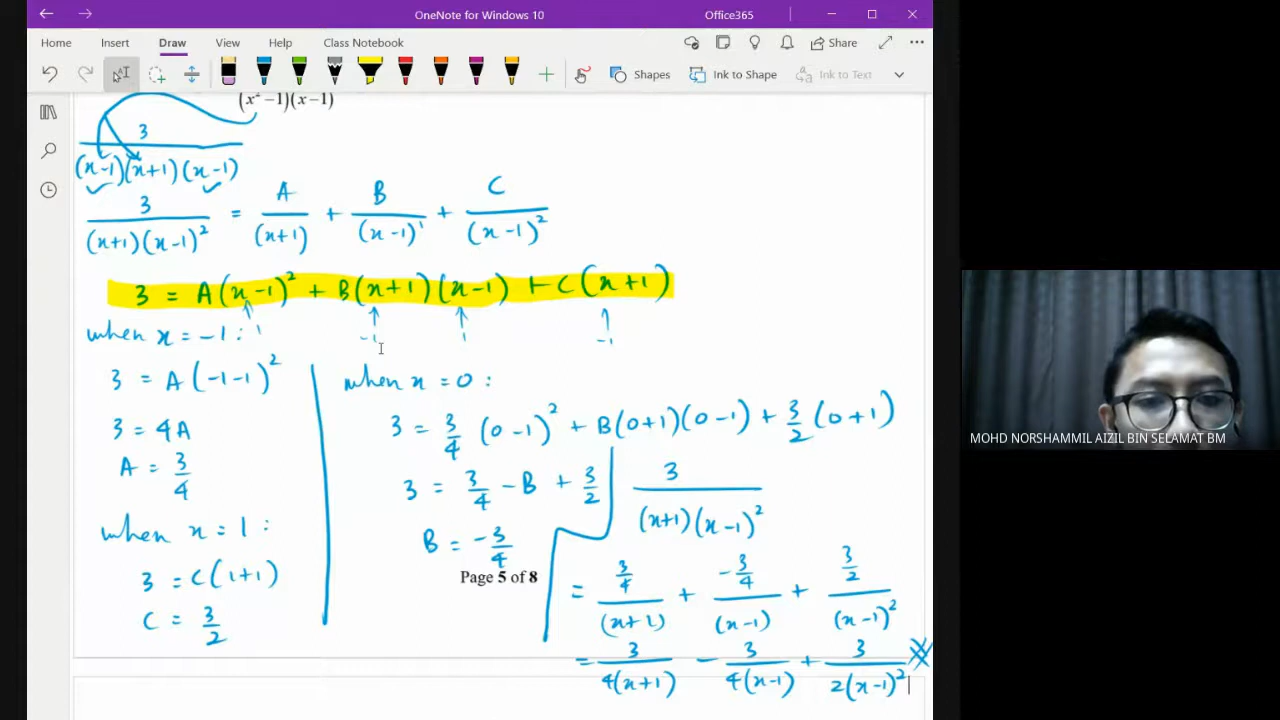 OneNote for Windows 10
Office365
Home Insert Draw View Help Class Notebook
Share
Shapes Ink to Shape Ink to Text
(x² −1)(x−1)
3
(x-1)(x+1)(x-1)
3/((x+1)(x-1)²) = A/(x+1) + B/(x-1)¹ + C/(x-1)²
3 = A(x-1)² + B(x+1)(x-1) + C(x+1)
when x = -1 :
1
-1
1
-1
3 = A(-1-1)²
3 = 4A
A = 3/4
when x = 1 :
3 = C(1+1)
C = 3/2
when x = 0 :
3 = 3/4 (0-1)² + B(0+1)(0-1) + 3/2 (0+1)
3 = 3/4 - B + 3/2
B = -3/4
Page 5 of 8
3/((x+1)(x-1)²)
= 3/4/(x+1) + -3/4/(x-1) + 3/2/(x-1)²
= 3/4(x+1) - 3/4(x-1) + 3/2(x-1)²
MOHD NORSHAMMIL AIZIL BIN SELAMAT BM